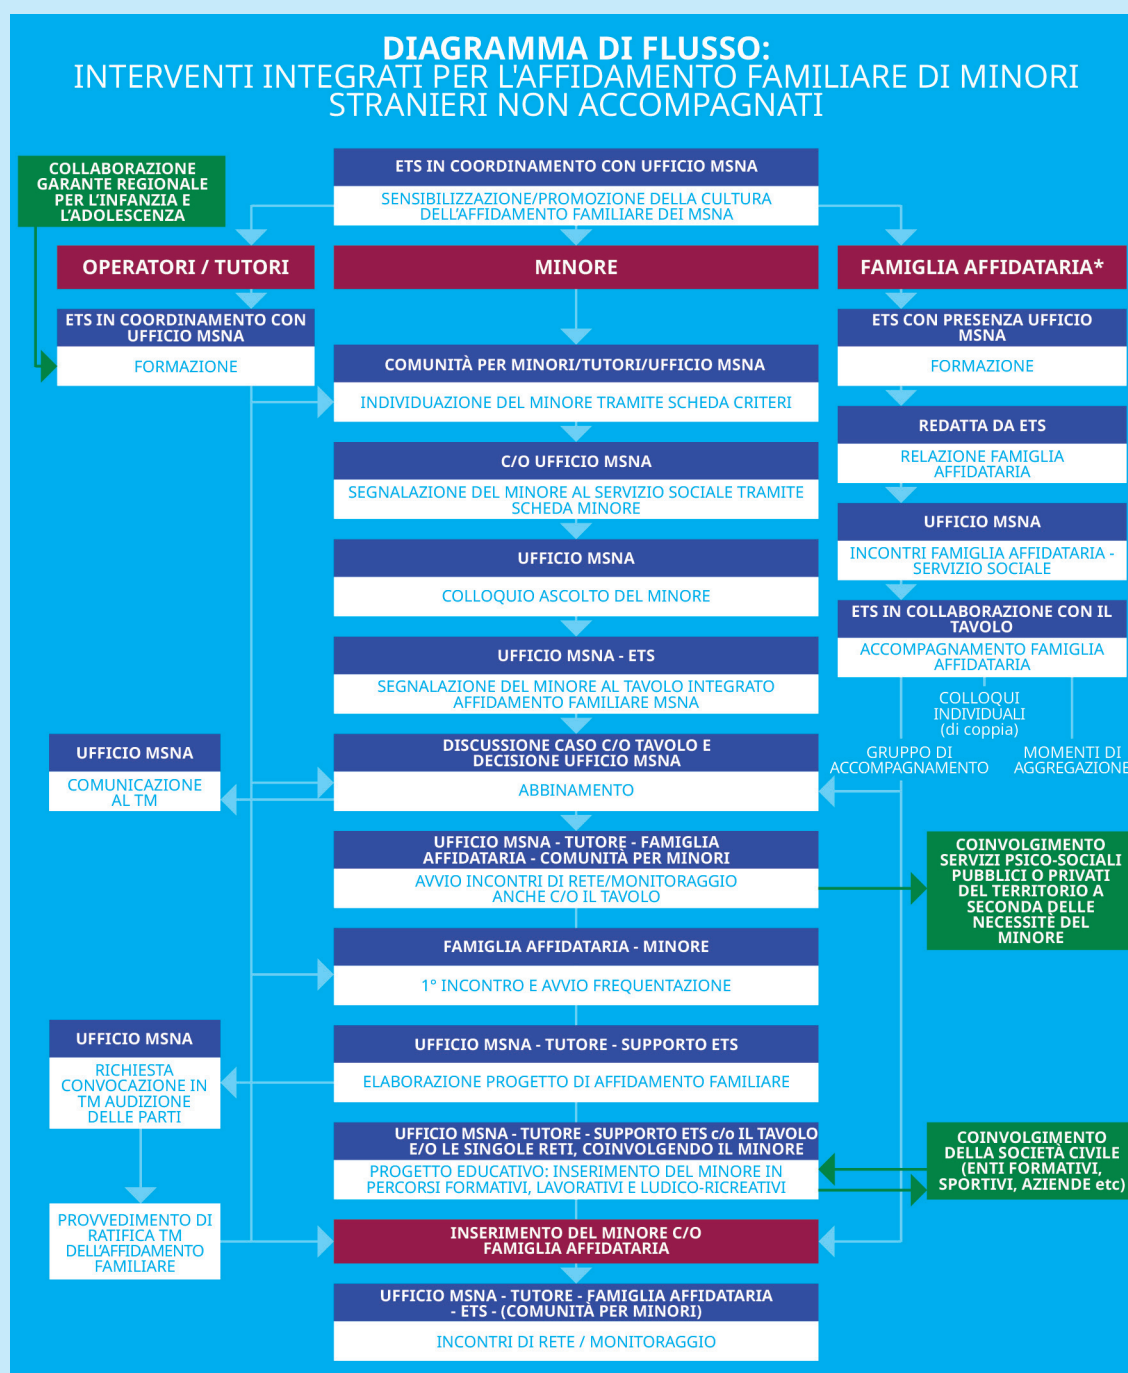 DIAGRAMMA DI FLUSSO:
INTERVENTI INTEGRATI PER L'AFFIDAMENTO FAMILIARE DI MINORI
STRANIERI NON ACCOMPAGNATI
COLLABORAZIONE
GARANTE REGIONALE
PER L'INFANZIA E
L'ADOLESCENZA
ETS IN COORDINAMENTO CON UFFICIO MSNA
SENSIBILIZZAZIONE/PROMOZIONE DELLA CULTURA
DELL'AFFIDAMENTO FAMILIARE DEI MSNA
OPERATORI / TUTORI
ETS IN COORDINAMENTO CON
UFFICIO MSNA
FORMAZIONE
MINORE
COMUNITÀ PER MINORI/TUTORI/UFFICIO MSNA
INDIVIDUAZIONE DEL MINORE TRAMITE SCHEDA CRITERI
C/O UFFICIO MSNA
SEGNALAZIONE DEL MINORE AL SERVIZIO SOCIALE TRAMITE
SCHEDA MINORE
UFFICIO MSNA
COLLOQUIO ASCOLTO DEL MINORE
UFFICIO MSNA - ETS
SEGNALAZIONE DEL MINORE AL TAVOLO INTEGRATO
AFFIDAMENTO FAMILIARE MSNA
FAMIGLIA AFFIDATARIA*
ETS CON PRESENZA UFFICIO
MSNA
FORMAZIONE
REDATTA DA ETS
RELAZIONE FAMIGLIA
AFFIDATARIA
UFFICIO MSNA
INCONTRI FAMIGLIA AFFIDATARIA -
SERVIZIO SOCIALE
ETS IN COLLABORAZIONE CON IL
TAVOLO
ACCOMPAGNAMENTO FAMIGLIA
AFFIDATARIA
COLLOQUI
INDIVIDUALI
(di coppia)
GRUPPO DI
ACCOMPAGNAMENTO
MOMENTI DI
AGGREGAZIONE
UFFICIO MSNA
COMUNICAZIONE
AL TM
DISCUSSIONE CASO C/O TAVOLO E
DECISIONE UFFICIO MSNA
ABBINAMENTO
UFFICIO MSNA - TUTORE - FAMIGLIA
AFFIDATARIA - COMUNITÀ PER MINORI
AVVIO INCONTRI DI RETE/MONITORAGGIO
ANCHE C/O IL TAVOLO
COINVOLGIMENTO
SERVIZI PSICO-SOCIALI
PUBBLICI O PRIVATI
DEL TERRITORIO A
SECONDA DELLE
NECESSITÈ DEL
MINORE
FAMIGLIA AFFIDATARIA - MINORE
1° INCONTRO E AVVIO FREQUENTAZIONE
UFFICIO MSNA
RICHIESTA
CONVOCAZIONE IN
TM AUDIZIONE
DELLE PARTI
UFFICIO MSNA - TUTORE - SUPPORTO ETS
ELABORAZIONE PROGETTO DI AFFIDAMENTO FAMILIARE
UFFICIO MSNA - TUTORE - SUPPORTO ETS c/o IL TAVOLO
E/O LE SINGOLE RETI, COINVOLGENDO IL MINORE
PROGETTO EDUCATIVO: INSERIMENTO DEL MINORE IN
PERCORSI FORMATIVI, LAVORATIVI E LUDICO-RICREATIVI
COINVOLGIMENTO
DELLA SOCIETÀ CIVILE
(ENTI FORMATIVI,
SPORTIVI, AZIENDE etc)
PROVVEDIMENTO DI
RATIFICA TM
DELL'AFFIDAMENTO
FAMILIARE
INSERIMENTO DEL MINORE C/O
FAMIGLIA AFFIDATARIA
UFFICIO MSNA - TUTORE - FAMIGLIA AFFIDATARIA
- ETS - (COMUNITÀ PER MINORI)
INCONTRI DI RETE / MONITORAGGIO